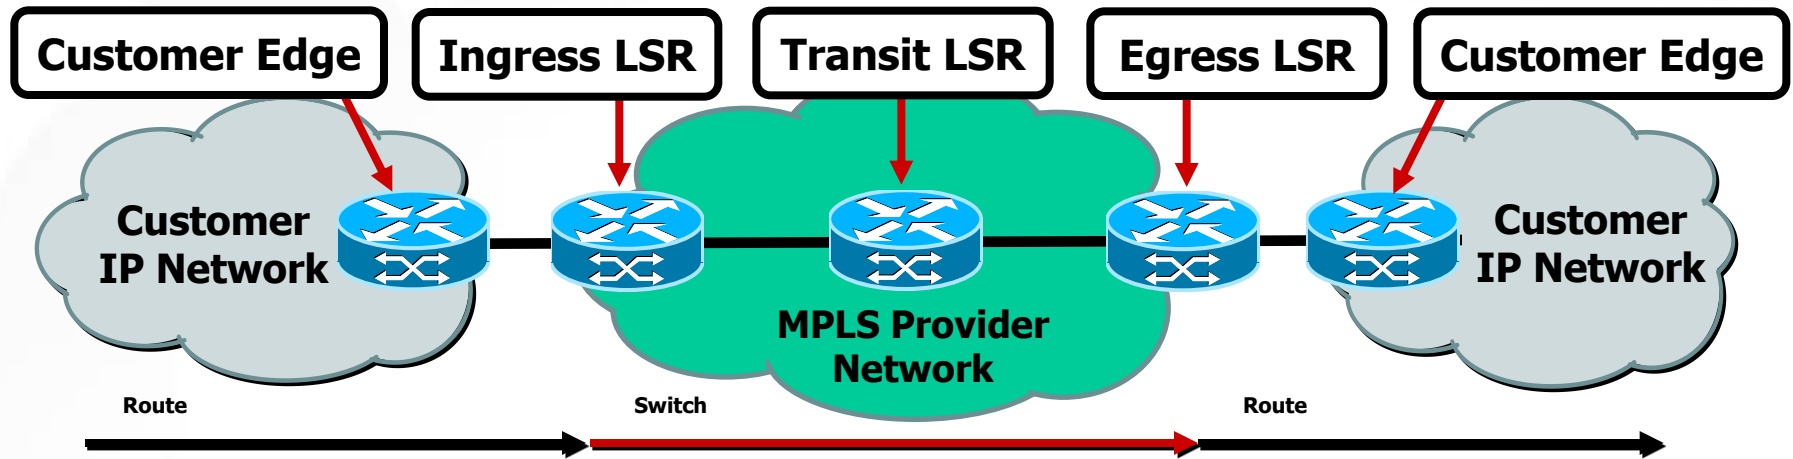 Customer Edge
Ingress LSR
Transit LSR
Egress LSR
Customer Edge
Customer
IP Network
MPLS Provider
Network
Customer
IP Network
Route
Switch
Route